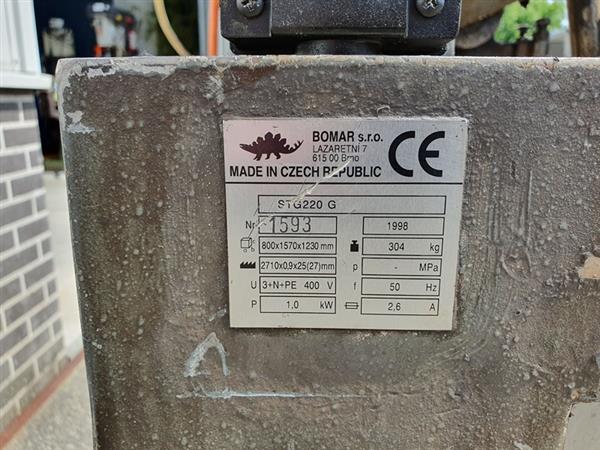 BOMAR s.r.o.
LAZARETNÍ 7
615 00 Brno
CE
MADE IN CZECH REPUBLIC
STG220 G
Nr 1593 1998
800x1570x1230 mm 304 kg
2710x0,9x25(27)mm p - MPa
U 3+N+PE 400 V f 50 Hz
P 1,0 kW 2,6 A